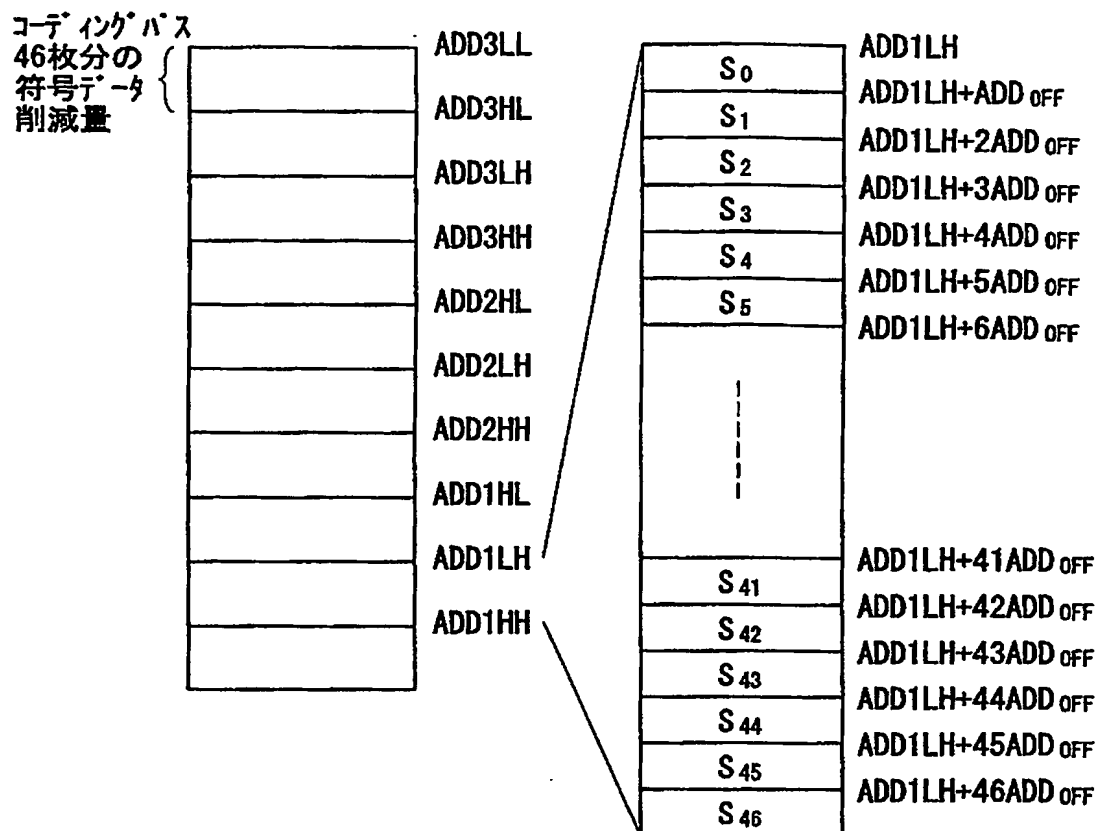 コーディングパス
46枚分の
符号データ
削減量
ADD3LL
ADD3HL
ADD3LH
ADD3HH
ADD2HL
ADD2LH
ADD2HH
ADD1HL
ADD1LH
ADD1HH
S0
S1
S2
S3
S4
S5
S41
S42
S43
S44
S45
S46
ADD1LH
ADD1LH+ADDOFF
ADD1LH+2ADDOFF
ADD1LH+3ADDOFF
ADD1LH+4ADDOFF
ADD1LH+5ADDOFF
ADD1LH+6ADDOFF
ADD1LH+41ADDOFF
ADD1LH+42ADDOFF
ADD1LH+43ADDOFF
ADD1LH+44ADDOFF
ADD1LH+45ADDOFF
ADD1LH+46ADDOFF